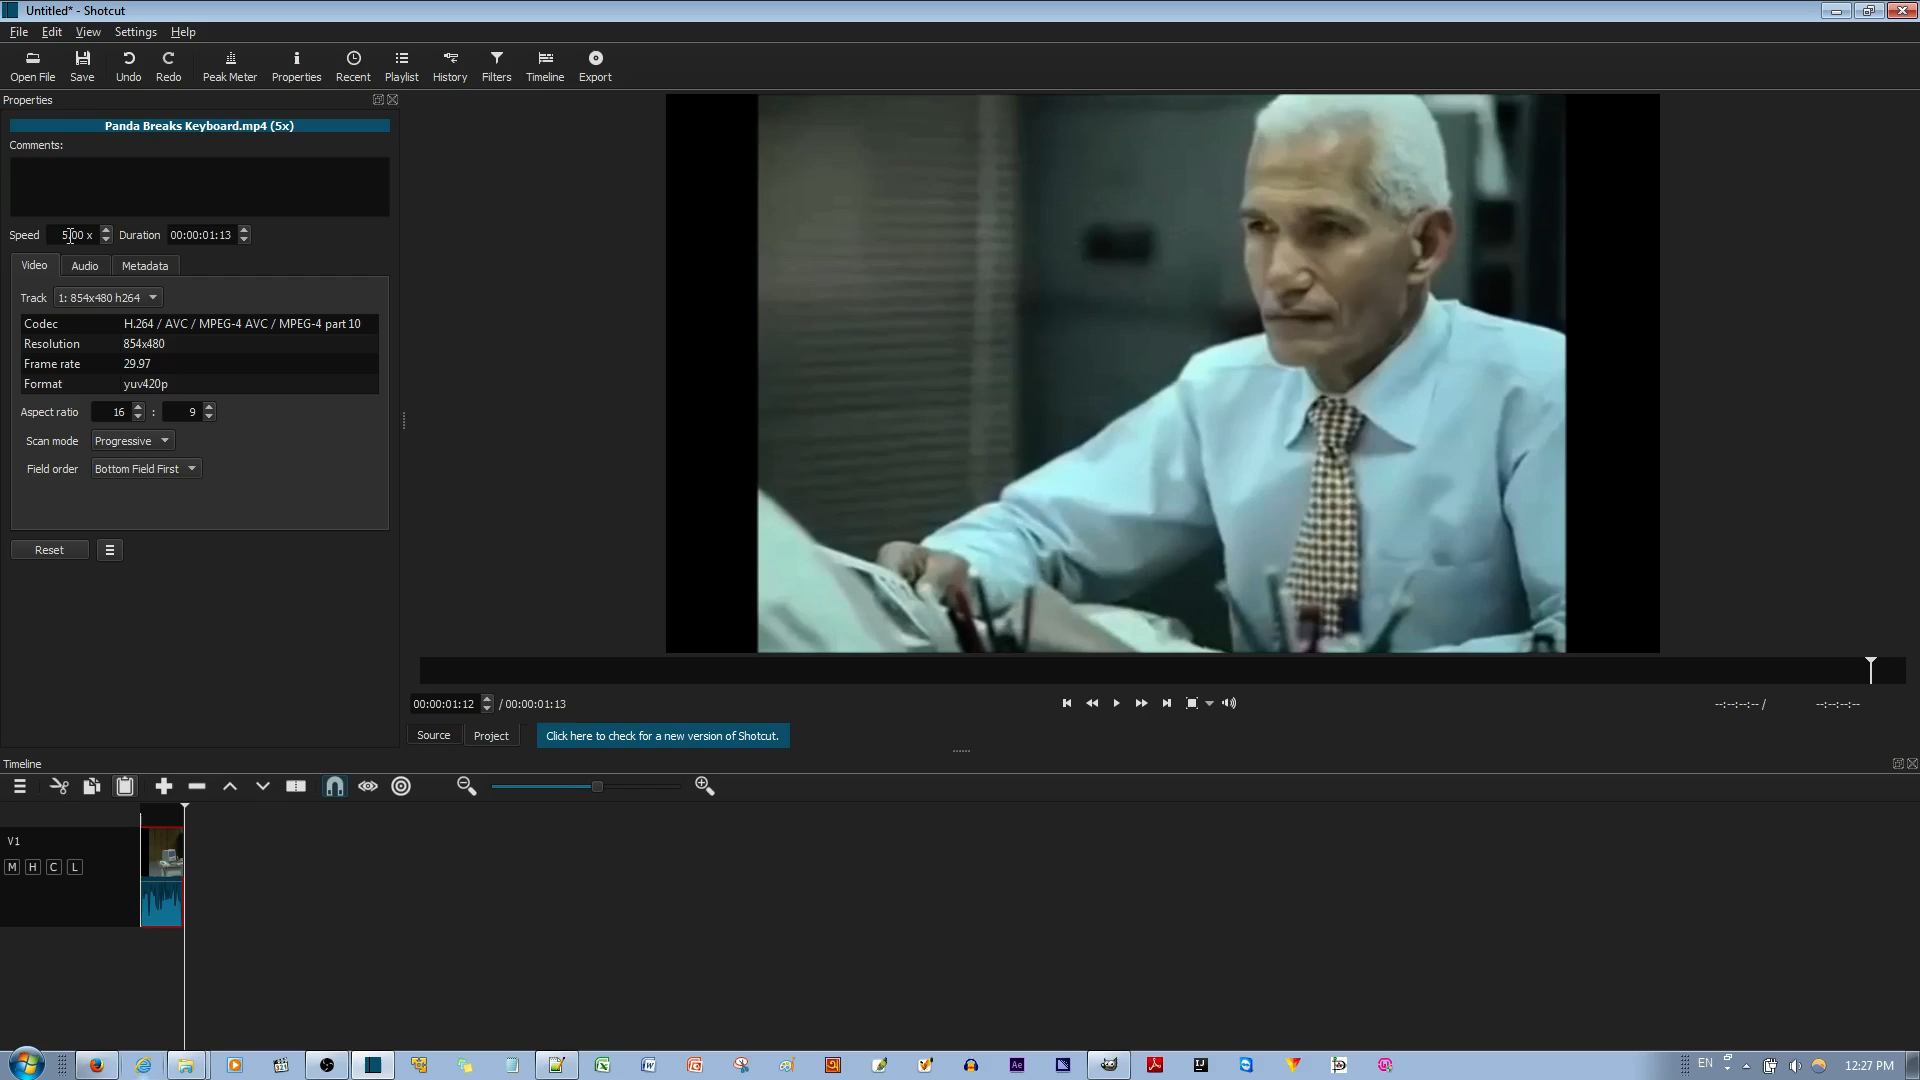 Untitled* - Shotcut
File Edit View Settings Help
Open File Save Undo Redo Peak Meter Properties Recent Playlist History Filters Timeline Export
Properties
Panda Breaks Keyboard.mp4 (5x)
Comments:
Speed 5.00 x Duration 00:00:01:13
Video Audio Metadata
Track 1: 854x480 h264
Codec H.264 / AVC / MPEG-4 AVC / MPEG-4 part 10
Resolution 854x480
Frame rate 29.97
Format yuv420p
Aspect ratio 16 : 9
Scan mode Progressive
Field order Bottom Field First
Reset
00:00:01:12 / 00:00:01:13 --:--:--:-- / --:--:--:--
Source Project Click here to check for a new version of Shotcut.
Timeline
V1
M H C L
EN 12:27 PM